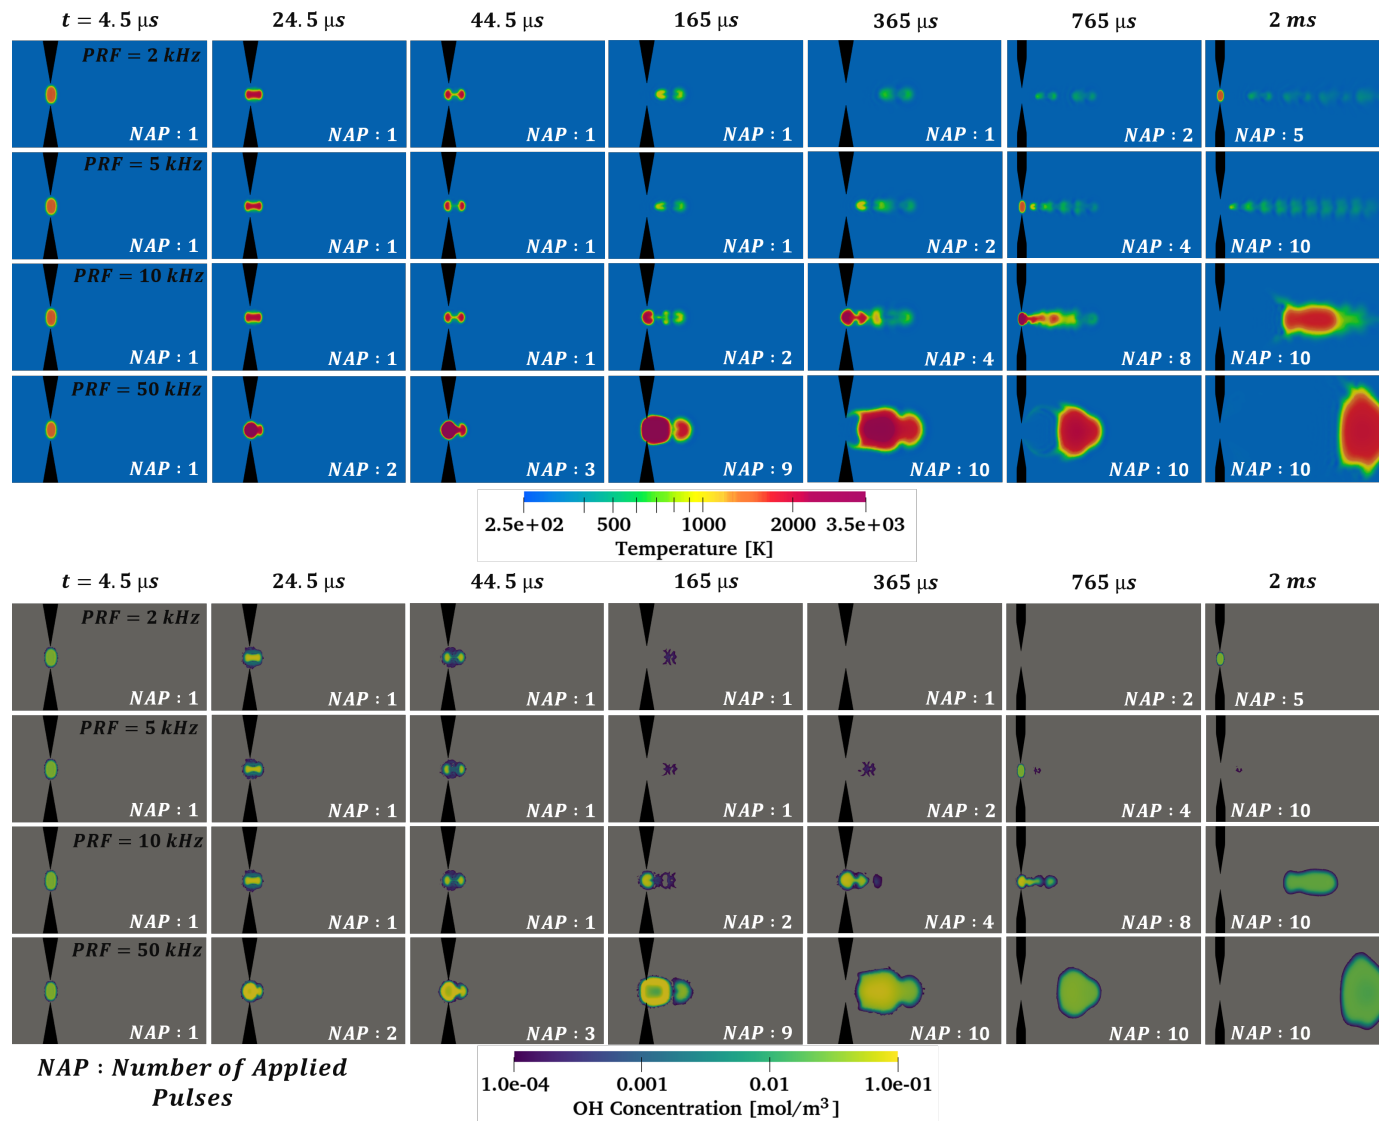 t = 4.5 μs 24.5 μs 44.5 μs 165 μs 365 μs 765 μs 2 ms
PRF = 2 kHz
NAP : 1 NAP : 1 NAP : 1 NAP : 1 NAP : 1 NAP : 2 NAP : 5
PRF = 5 kHz
NAP : 1 NAP : 1 NAP : 1 NAP : 1 NAP : 2 NAP : 4 NAP : 10
PRF = 10 kHz
NAP : 1 NAP : 1 NAP : 1 NAP : 2 NAP : 4 NAP : 8 NAP : 10
PRF = 50 kHz
NAP : 1 NAP : 2 NAP : 3 NAP : 9 NAP : 10 NAP : 10 NAP : 10
2.5e+02 500 1000 2000 3.5e+03
Temperature [K]
t = 4.5 μs 24.5 μs 44.5 μs 165 μs 365 μs 765 μs 2 ms
PRF = 2 kHz
NAP : 1 NAP : 1 NAP : 1 NAP : 1 NAP : 1 NAP : 2 NAP : 5
PRF = 5 kHz
NAP : 1 NAP : 1 NAP : 1 NAP : 1 NAP : 2 NAP : 4 NAP : 10
PRF = 10 kHz
NAP : 1 NAP : 1 NAP : 1 NAP : 2 NAP : 4 NAP : 8 NAP : 10
PRF = 50 kHz
NAP : 1 NAP : 2 NAP : 3 NAP : 9 NAP : 10 NAP : 10 NAP : 10
NAP : Number of Applied
Pulses
1.0e-04 0.001 0.01 1.0e-01
OH Concentration [mol/m³]